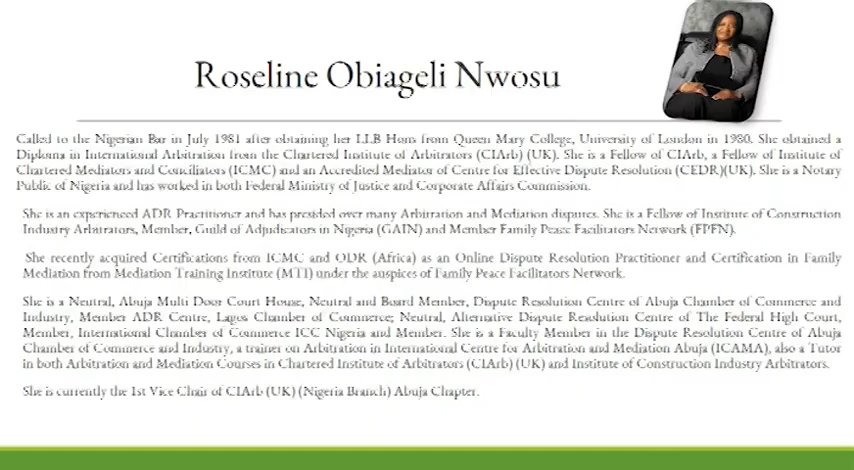 Roseline Obiageli Nwosu
Called to the Nigerian Bar in July 1981 after obtaining her LLB Hons from Queen Mary College, University of London in 1980. She obtained a
Diploma in International Arbitration from the Chartered Institute of Arbitrators (CIArb) (UK). She is a Fellow of CIArb, a Fellow of Institute of
Chartered Mediators and Conciliators (ICMC) and an Accredited Mediator of Centre for Effective Dispute Resolution (CEDR)(UK). She is a Notary
Public of Nigeria and has worked in both Federal Ministry of Justice and Corporate Affairs Commission.
She is an experienced ADR Practitioner and has presided over many Arbitration and Mediation disputes. She is a Fellow of Institute of Construction
Industry Arbitrators, Member, Guild of Adjudicators in Nigeria (GAIN) and Member Family Peace Facilitators Network (FPFN).
She recently acquired Certifications from ICMC and ODR (Africa) as an Online Dispute Resolution Practitioner and Certification in Family
Mediation from Mediation Training Institute (MTI) under the auspices of Family Peace Facilitators Network.
She is a Neutral, Abuja Multi Door Court House, Neutral and Board Member, Dispute Resolution Centre of Abuja Chamber of Commerce and
Industry, Member ADR Centre, Lagos Chamber of Commerce; Neutral, Alternative Dispute Resolution Centre of The Federal High Court,
Member, International Chamber of Commerce ICC Nigeria and Member. She is a Faculty Member in the Dispute Resolution Centre of Abuja
Chamber of Commerce and Industry, a trainer on Arbitration in International Centre for Arbitration and Mediation Abuja (ICAMA), also a Tutor
in both Arbitration and Mediation Courses in Chartered Institute of Arbitrators (CIArb) (UK) and Institute of Construction Industry Arbitrators.
She is currently the 1st Vice Chair of CIArb (UK) (Nigeria Branch) Abuja Chapter.